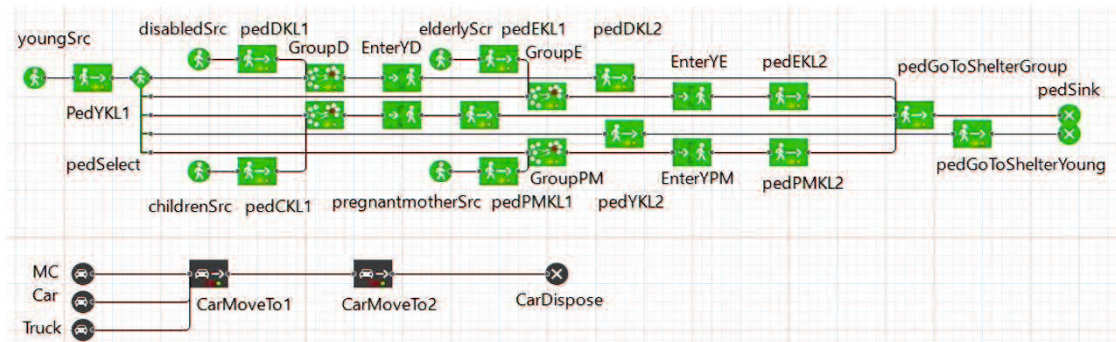 disabledSrc pedDKL1 elderlyScr pedEKL1 pedDKL2
youngSrc GroupD EnterYD GroupE EnterYE pedEKL2 pedGoToShelterGroup
pedSink
PedYKL1
pedSelect GroupPM EnterYPM pedPMKL2 pedGoToShelterYoung
childrenSrc pedCKL1 pregnantmotherSrc pedPMKL1 pedYKL2
MC
Car CarMoveTo1 CarMoveTo2 CarDispose
Truck